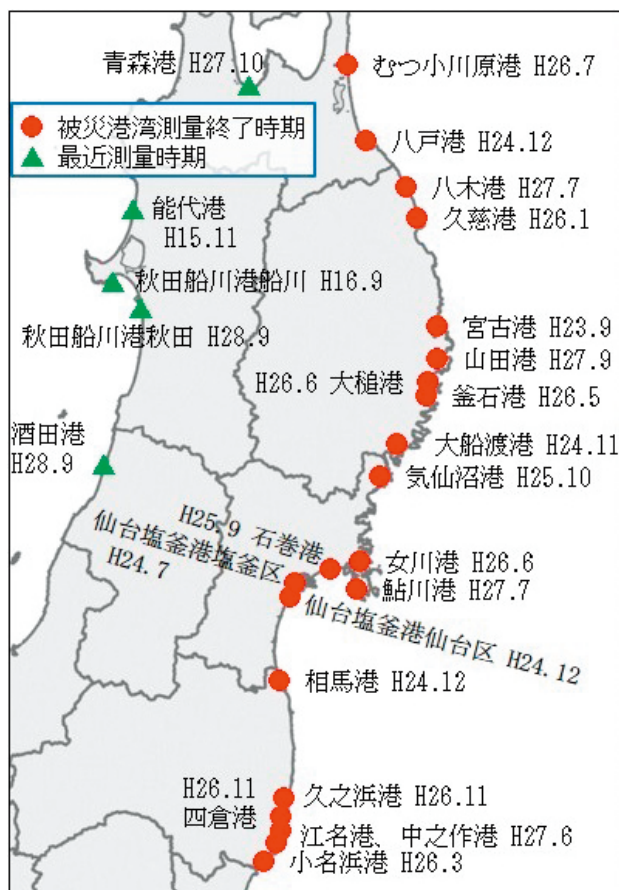 青森港 H27.10
むつ小川原港 H26.7
被災港湾測量終了時期
最近測量時期
八戸港 H24.12
八木港 H27.7
能代港
H15.11
久慈港 H26.1
秋田船川港船川 H16.9
秋田船川港秋田 H28.9
宮古港 H23.9
山田港 H27.9
H26.6 大槌港
釜石港 H26.5
酒田港
H28.9
大船渡港 H24.11
気仙沼港 H25.10
H25.9 石巻港
仙台塩釜港塩釜区
H24.7
女川港 H26.6
鮎川港 H27.7
仙台塩釜港仙台区 H24.12
相馬港 H24.12
H26.11
四倉港
久之浜港 H26.11
江名港、中之作港 H27.6
小名浜港 H26.3